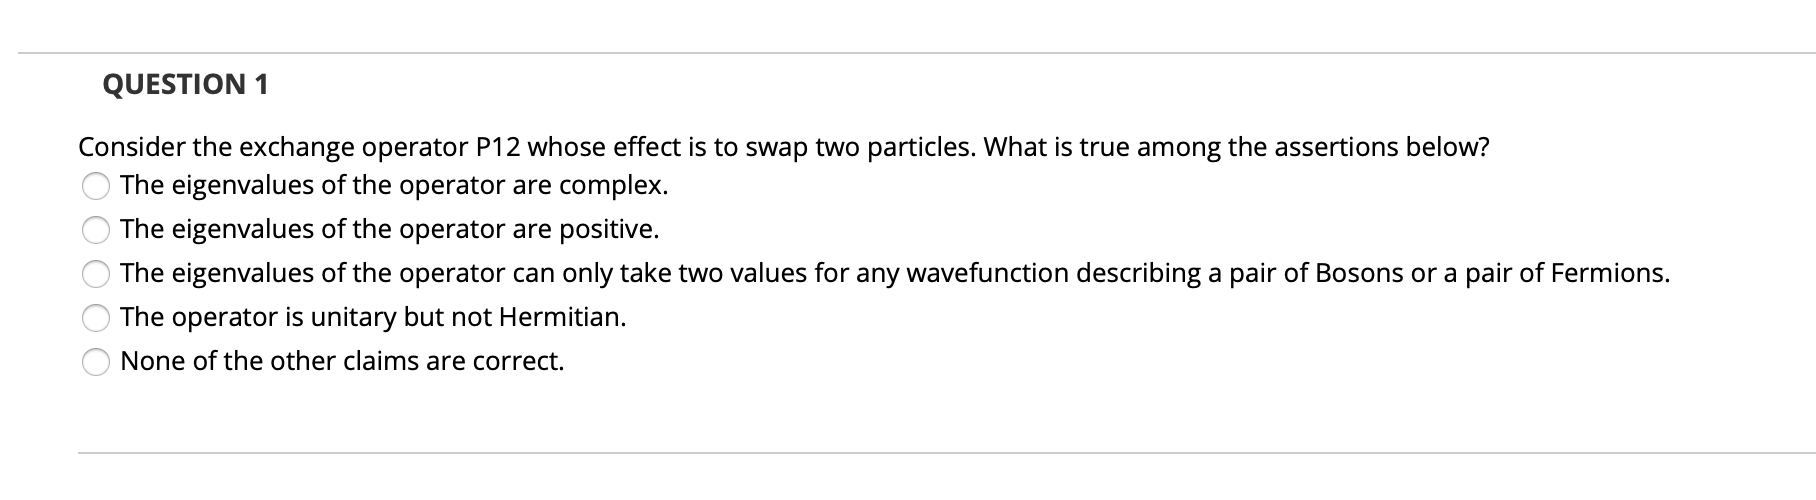 QUESTION 1
Consider the exchange operator P12 whose effect is to swap two particles. What is true among the assertions below?
The eigenvalues of the operator are complex.
The eigenvalues of the operator are positive.
The eigenvalues of the operator can only take two values for any wavefunction describing a pair of Bosons or a pair of Fermions.
The operator is unitary but not Hermitian.
None of the other claims are correct.